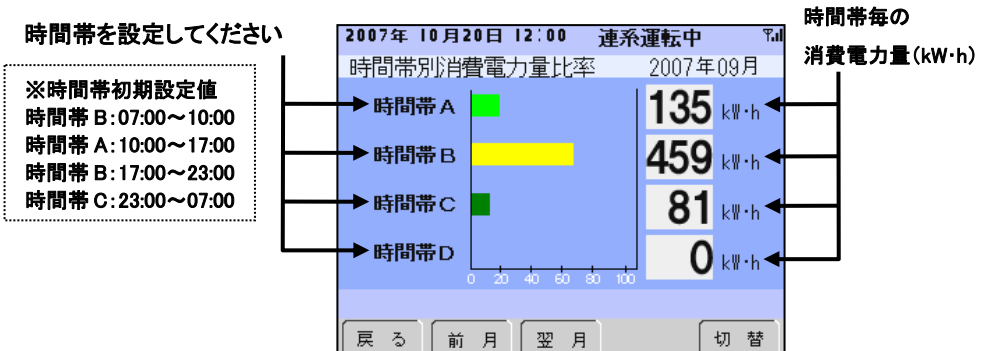 時間帯を設定してください
※時間帯初期設定値
時間帯 B:07:00～10:00
時間帯 A:10:00～17:00
時間帯 B:17:00～23:00
時間帯 C:23:00～07:00
2007年 10月20日 12:00 連系運転中
時間帯別消費電力量比率 2007年09月
時間帯A 135 kW·h
時間帯B 459 kW·h
時間帯C 81 kW·h
時間帯D 0 kW·h
0 20 40 60 80 100
戻る 前月 翌月 切替
時間帯毎の
消費電力量(kW·h)